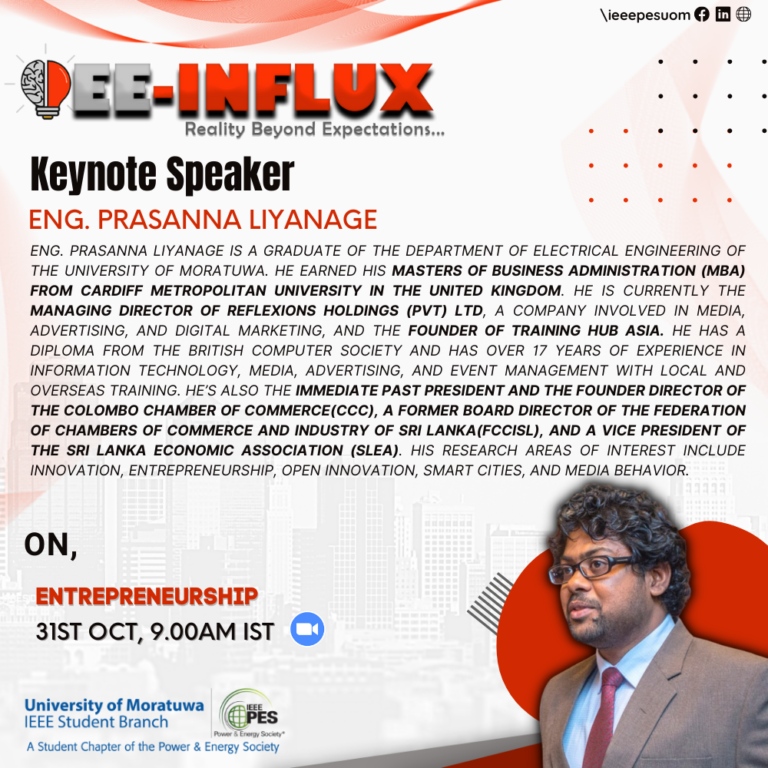 \ieeepesuom
EE-INFLUX
Reality Beyond Expectations...
Keynote Speaker
ENG. PRASANNA LIYANAGE
ENG. PRASANNA LIYANAGE IS A GRADUATE OF THE DEPARTMENT OF ELECTRICAL ENGINEERING OF
THE UNIVERSITY OF MORATUWA. HE EARNED HIS MASTERS OF BUSINESS ADMINISTRATION (MBA)
FROM CARDIFF METROPOLITAN UNIVERSITY IN THE UNITED KINGDOM. HE IS CURRENTLY THE
MANAGING DIRECTOR OF REFLEXIONS HOLDINGS (PVT) LTD, A COMPANY INVOLVED IN MEDIA,
ADVERTISING, AND DIGITAL MARKETING, AND THE FOUNDER OF TRAINING HUB ASIA. HE HAS A
DIPLOMA FROM THE BRITISH COMPUTER SOCIETY AND HAS OVER 17 YEARS OF EXPERIENCE IN
INFORMATION TECHNOLOGY, MEDIA, ADVERTISING, AND EVENT MANAGEMENT WITH LOCAL AND
OVERSEAS TRAINING. HE'S ALSO THE IMMEDIATE PAST PRESIDENT AND THE FOUNDER DIRECTOR OF
THE COLOMBO CHAMBER OF COMMERCE(CCC), A FORMER BOARD DIRECTOR OF THE FEDERATION
OF CHAMBERS OF COMMERCE AND INDUSTRY OF SRI LANKA(FCCISL), AND A VICE PRESIDENT OF
THE SRI LANKA ECONOMIC ASSOCIATION (SLEA). HIS RESEARCH AREAS OF INTEREST INCLUDE
INNOVATION, ENTREPRENEURSHIP, OPEN INNOVATION, SMART CITIES, AND MEDIA BEHAVIOR.
ON,
ENTREPRENEURSHIP
31ST OCT, 9.00AM IST
University of Moratuwa
IEEE Student Branch
IEEE
PES
Power & Energy Society®
A Student Chapter of the Power & Energy Society